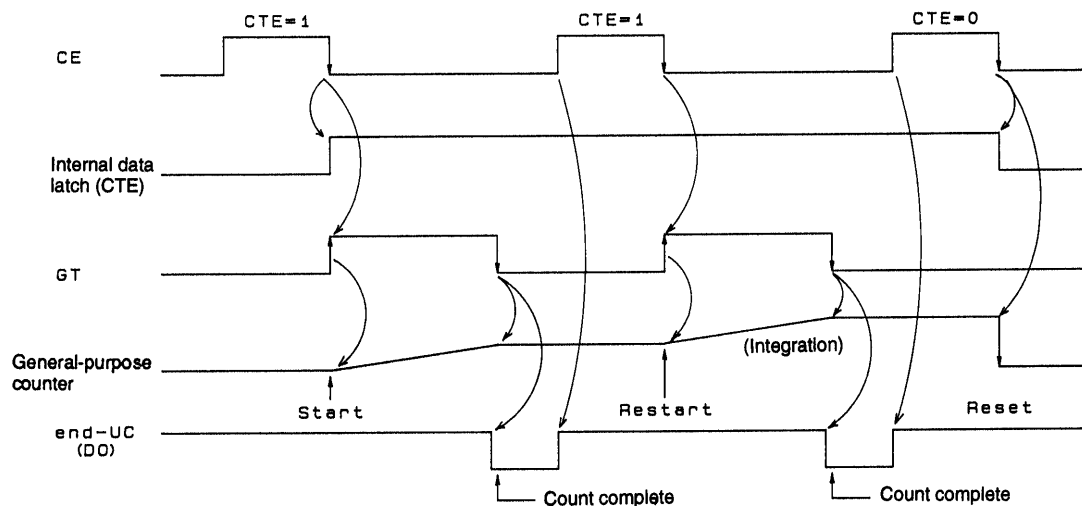 CTE=1 CTE=1 CTE=0
CE
Internal data
latch (CTE)
GT
(Integration)
General-purpose
counter
Start Restart Reset
end-UC
(DO)
Count complete Count complete